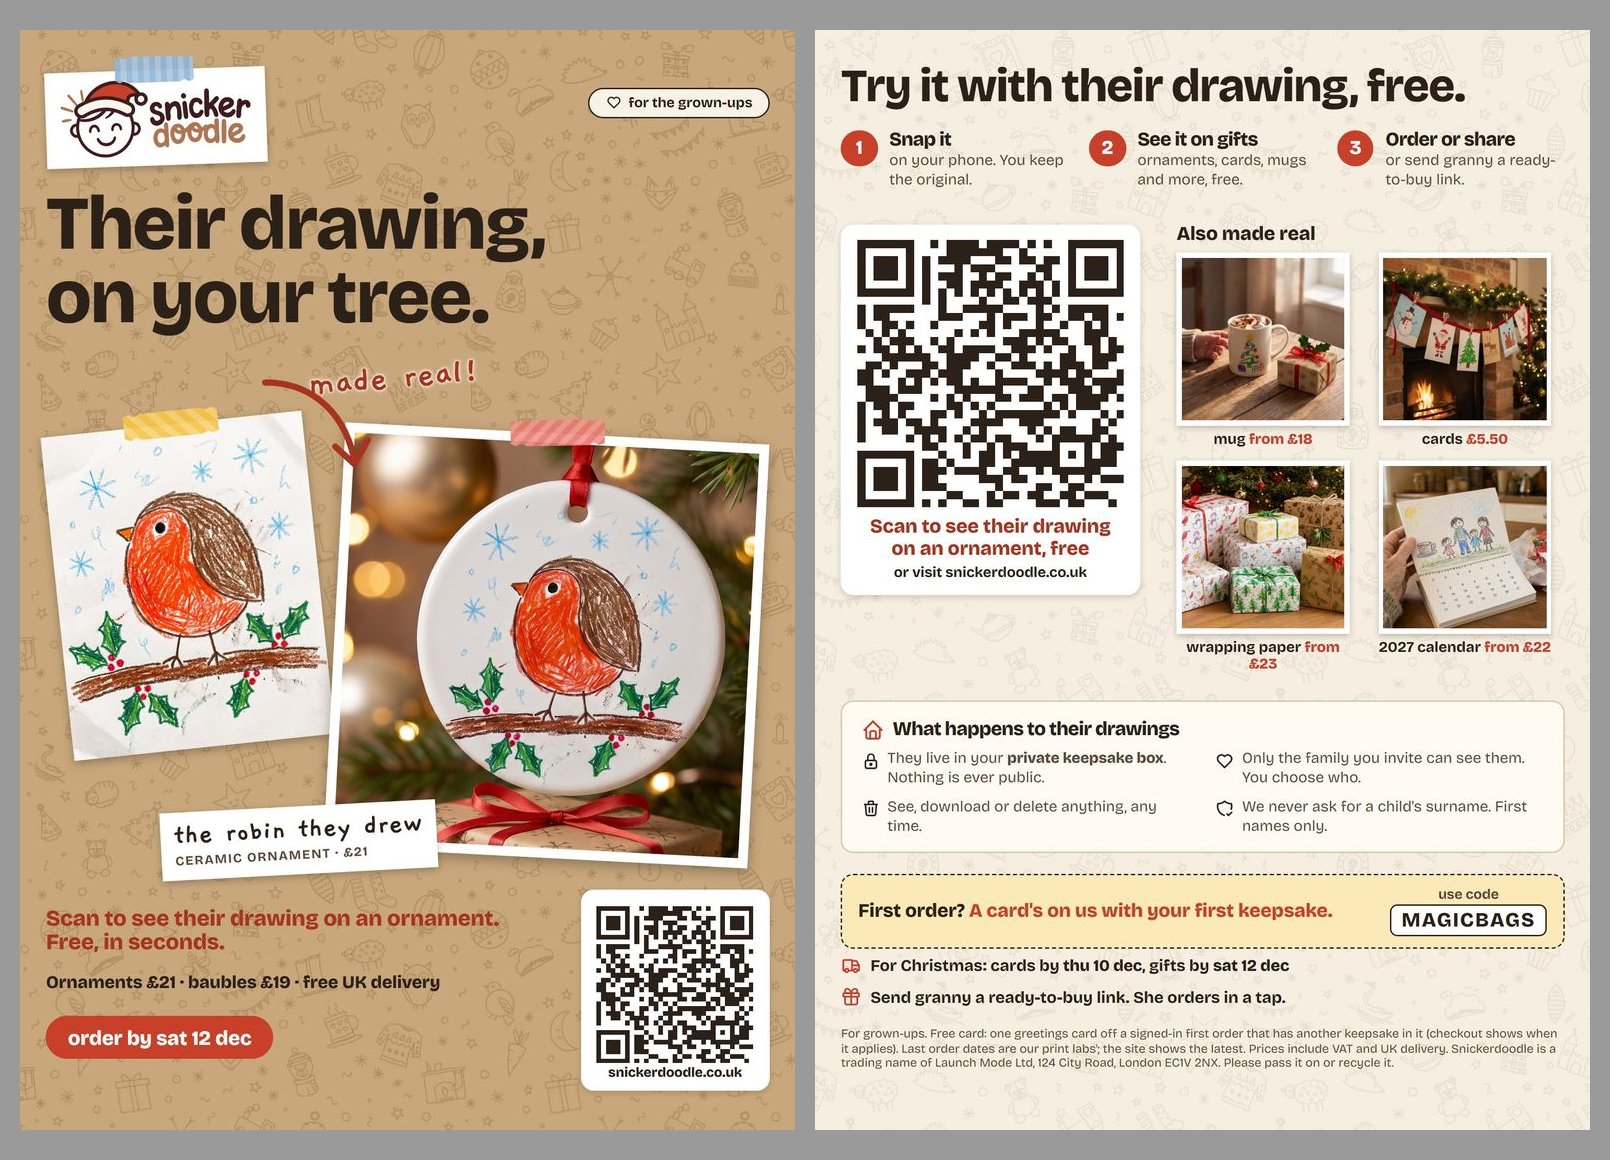 snicker
doodle
for the grown-ups
Their drawing,
on your tree.
made real!
the robin they drew
CERAMIC ORNAMENT · £21
Scan to see their drawing on an ornament.
Free, in seconds.
Ornaments £21 · baubles £19 · free UK delivery
order by sat 12 dec
snickerdoodle.co.uk
Try it with their drawing, free.
1 Snap it
on your phone. You keep
the original.
2 See it on gifts
ornaments, cards, mugs
and more, free.
3 Order or share
or send granny a ready-
to-buy link.
Scan to see their drawing
on an ornament, free
or visit snickerdoodle.co.uk
Also made real
mug from £18
cards £5.50
wrapping paper from
£23
2027 calendar from £22
What happens to their drawings
They live in your private keepsake box.
Nothing is ever public.
Only the family you invite can see them.
You choose who.
See, download or delete anything, any
time.
We never ask for a child's surname. First
names only.
First order? A card's on us with your first keepsake.
use code
MAGICBAGS
For Christmas: cards by thu 10 dec, gifts by sat 12 dec
Send granny a ready-to-buy link. She orders in a tap.
For grown-ups. Free card: one greetings card off a signed-in first order that has another keepsake in it (checkout shows when
it applies). Last order dates are our print labs'; the site shows the latest. Prices include VAT and UK delivery. Snickerdoodle is a
trading name of Launch Mode Ltd, 124 City Road, London EC1V 2NX. Please pass it on or recycle it.